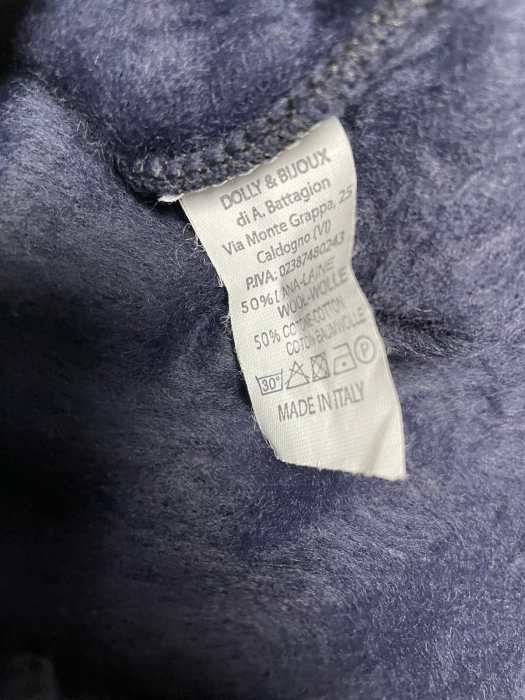 DOLLY & BIJOUX
di A. Battagion
Via Monte Grappa, 25
Caldogno (VI)
P.IVA: 02387480243
50% LANA-LAINE
WOOL-WOLLE
50% COTONE-COTTON
COTON-BAUMWOLLE
30° P
MADE IN ITALY